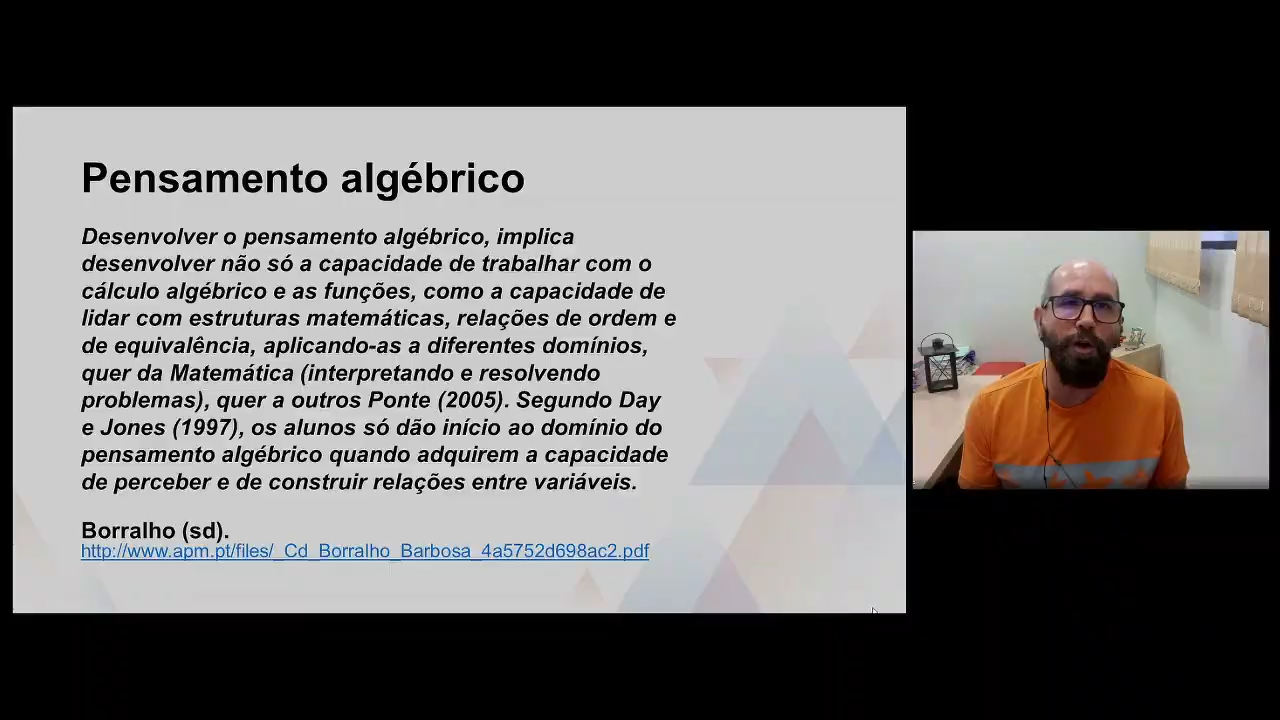 Pensamento algébrico
Desenvolver o pensamento algébrico, implica
desenvolver não só a capacidade de trabalhar com o
cálculo algébrico e as funções, como a capacidade de
lidar com estruturas matemáticas, relações de ordem e
de equivalência, aplicando-as a diferentes domínios,
quer da Matemática (interpretando e resolvendo
problemas), quer a outros Ponte (2005). Segundo Day
e Jones (1997), os alunos só dão início ao domínio do
pensamento algébrico quando adquirem a capacidade
de perceber e de construir relações entre variáveis.
Borralho (sd).
http://www.apm.pt/files/_Cd_Borralho_Barbosa_4a5752d698ac2.pdf